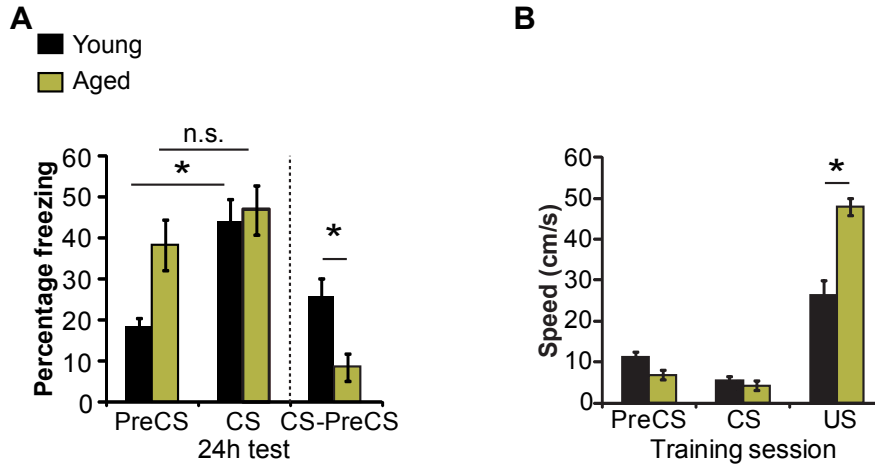 A
Young
Aged
n.s.
*
*
Percentage freezing
60
50
40
30
20
10
0
PreCS CS CS-PreCS
24h test
B
*
Speed (cm/s)
60
50
40
30
20
10
0
PreCS CS US
Training session